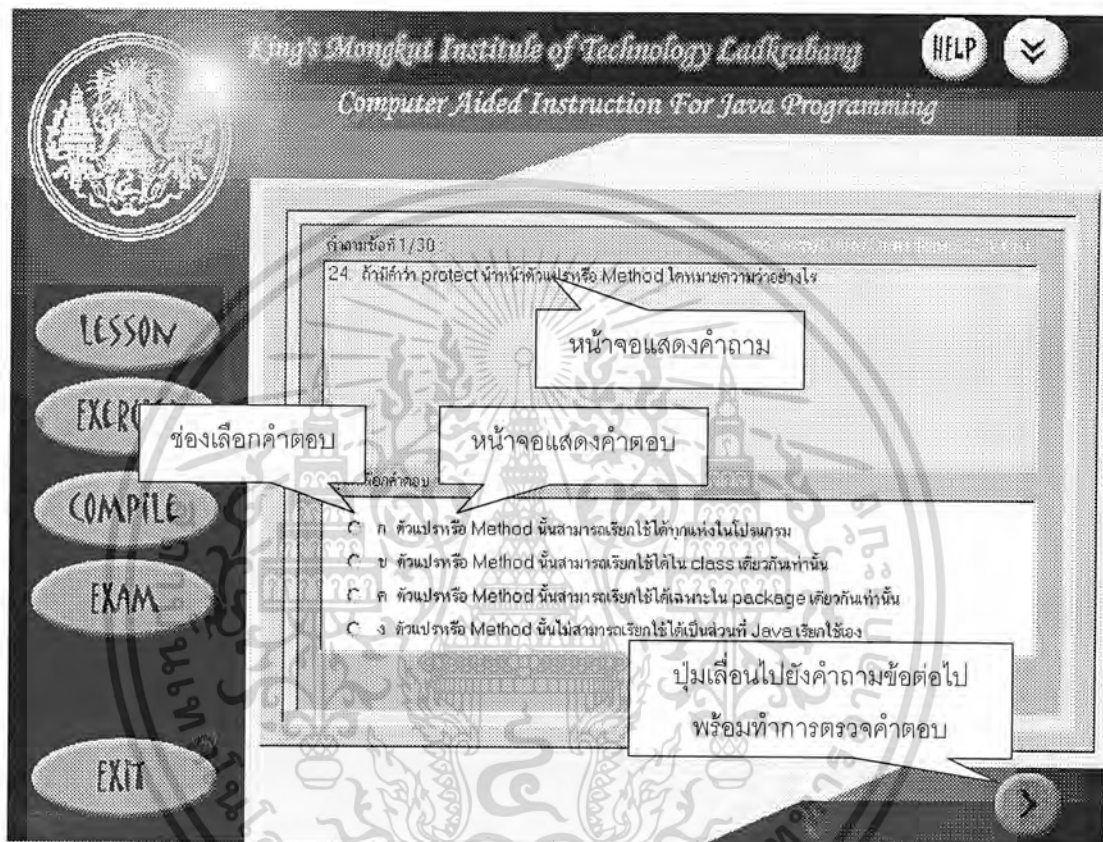 King's Mongkut Institute of Technology Ladkrabang
HELP
Computer Aided Instruction For Java Programming
คำถามข้อที่ 1/30 :
24. ถ้ามีคำว่า protect นำหน้าตัวแปรหรือ Method ใดหมายความว่าอย่างไร
หน้าจอแสดงคำถาม
LESSON
ช่องเลือกคำตอบ
หน้าจอแสดงคำตอบ
COMPILE
ก ตัวแปรหรือ Method นั้นสามารถเรียกใช้ได้ทุกแห่งในโปรแกรม
ข ตัวแปรหรือ Method นั้นสามารถเรียกใช้ได้ใน class เดียวกันเท่านั้น
ค ตัวแปรหรือ Method นั้นสามารถเรียกใช้ได้เฉพาะใน package เดียวกันเท่านั้น
ง ตัวแปรหรือ Method นั้นไม่สามารถเรียกใช้ได้เป็นส่วนที่ Java เรียกใช้เอง
EXAM
ปุ่มเลื่อนไปยังคำถามข้อต่อไป
พร้อมทำการตรวจคำตอบ
EXIT